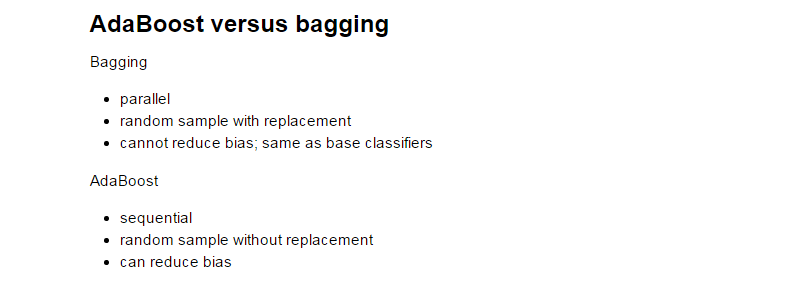 AdaBoost versus bagging
Bagging
• parallel
• random sample with replacement
• cannot reduce bias; same as base classifiers
AdaBoost
• sequential
• random sample without replacement
• can reduce bias